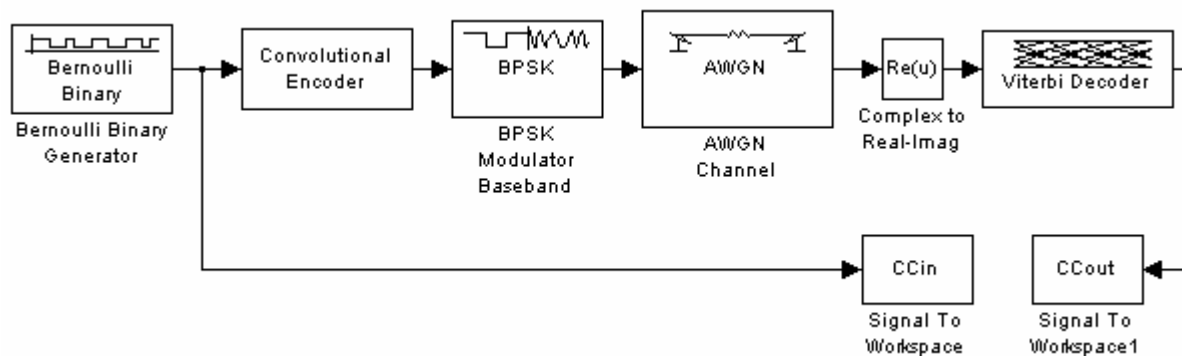 Bernoulli
Binary
Bernoulli Binary
Generator
Convolutional
Encoder
BPSK
BPSK
Modulator
Baseband
AWGN
AWGN
Channel
Re(u)
Complex to
Real-Imag
Viterbi Decoder
CCin
Signal To
Workspace
CCout
Signal To
Workspace1